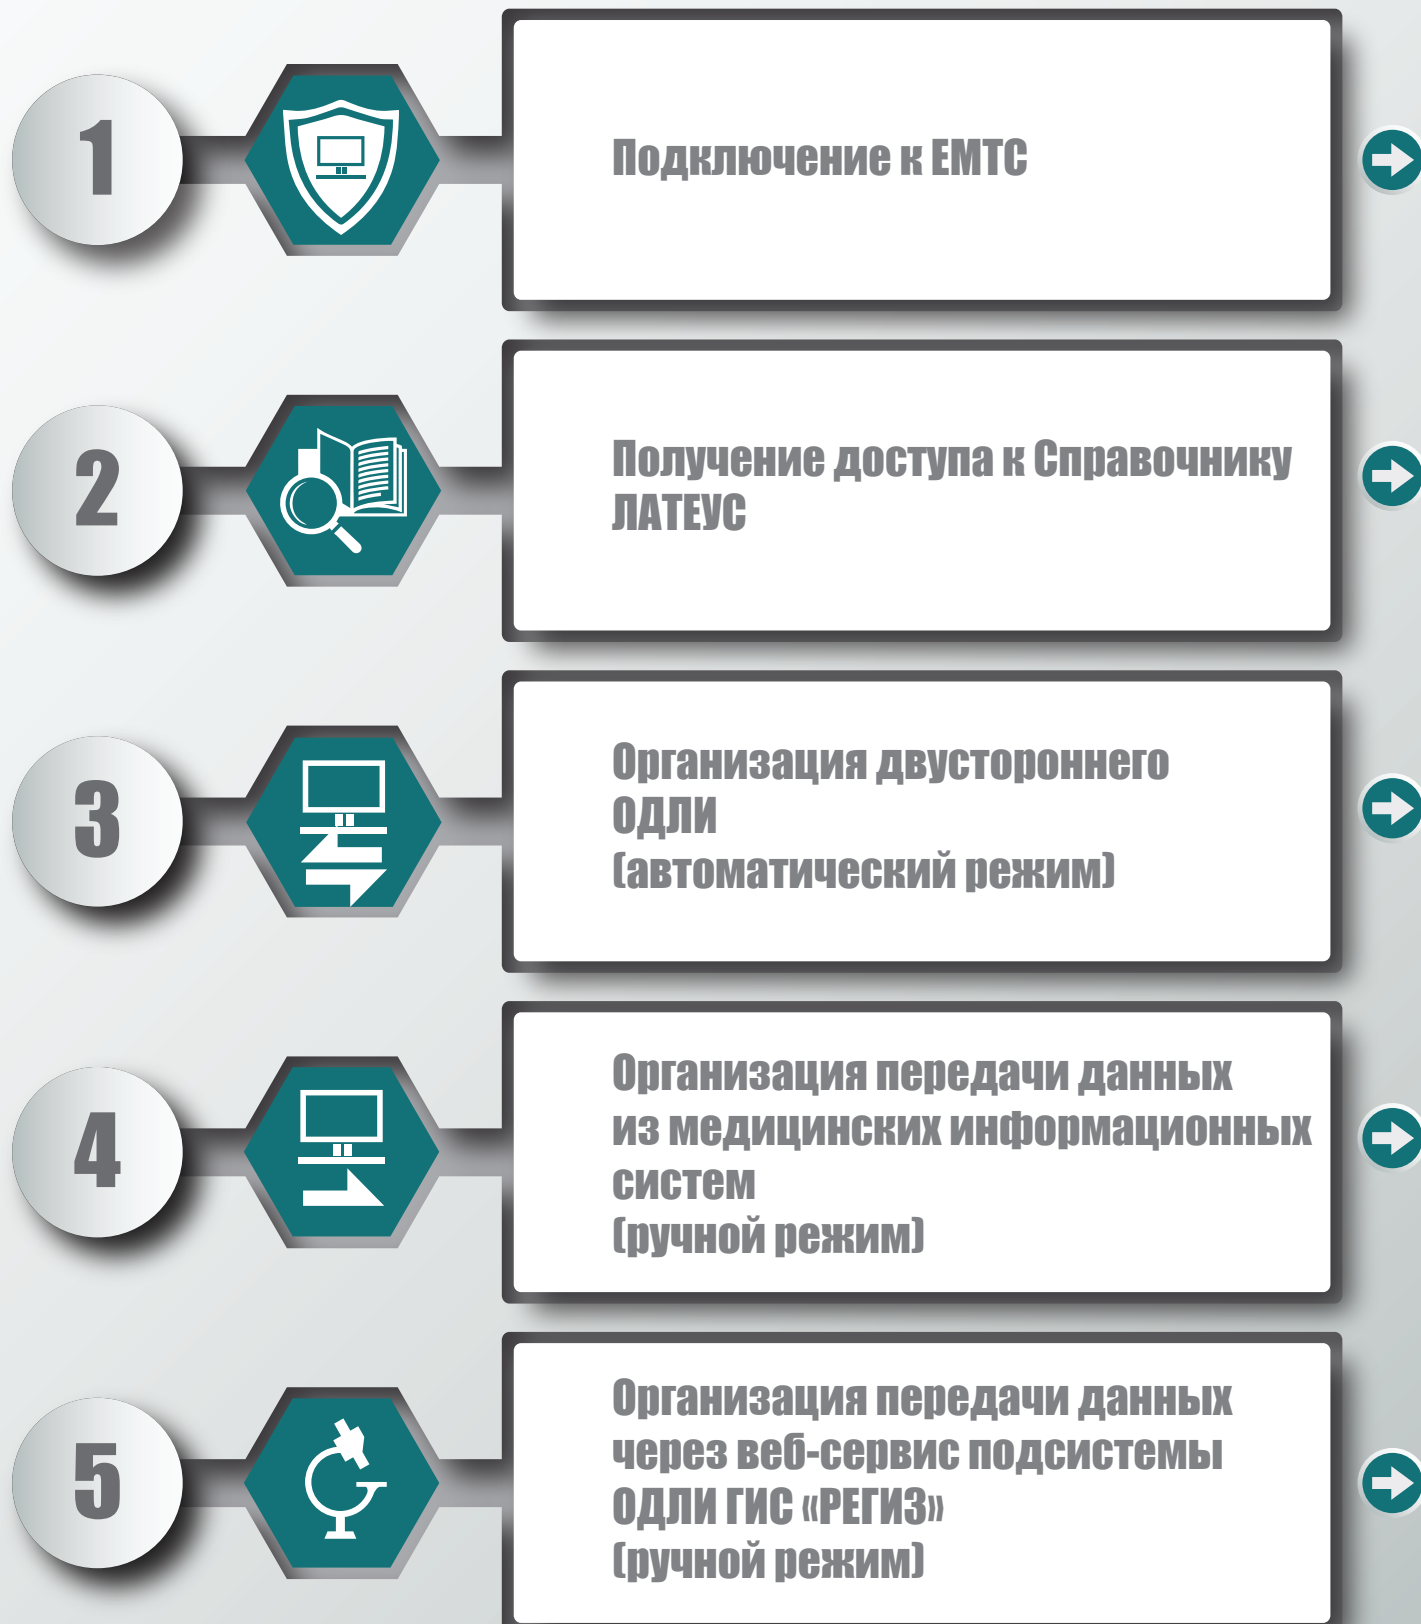 1
Подключение к ЕМТС
2
Получение доступа к Справочнику
ЛАТЕУС
3
Организация двустороннего
ОДЛИ
(автоматический режим)
4
Организация передачи данных
из медицинских информационных
систем
(ручной режим)
5
Организация передачи данных
через веб-сервис подсистемы
ОДЛИ ГИС «РЕГИЗ»
(ручной режим)